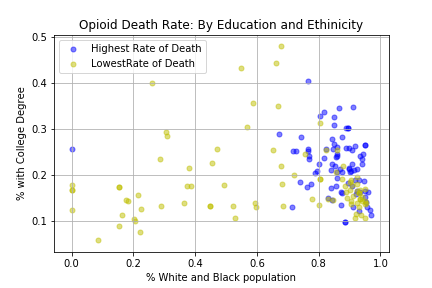 Opioid Death Rate: By Education and Ethinicity
Highest Rate of Death
LowestRate of Death
% with College Degree
0.5
0.4
0.3
0.2
0.1
0.0 0.2 0.4 0.6 0.8 1.0
% White and Black population